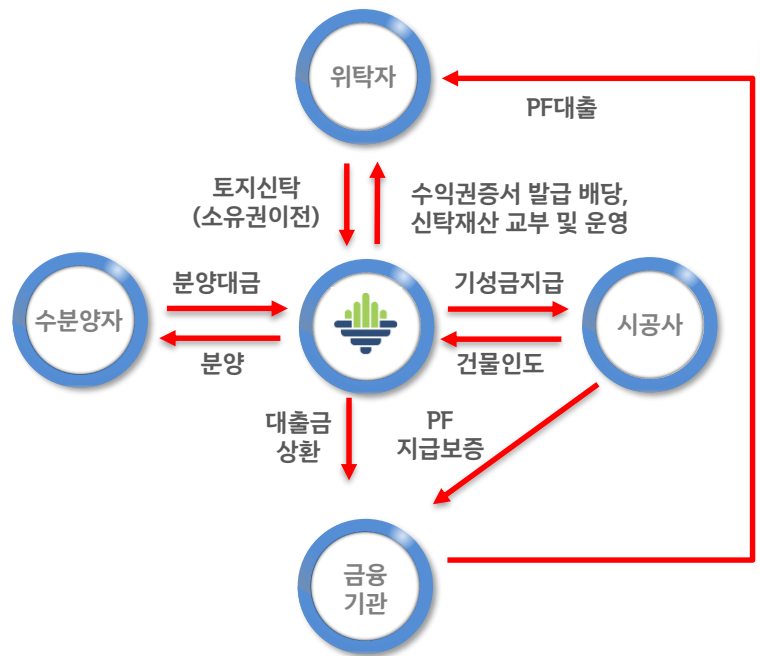 위탁자
PF대출
토지신탁
(소유권이전)
수익권증서 발급 배당,
신탁재산 교부 및 운영
수분양자
분양대금
분양
기성금지급
건물인도
시공사
대출금
상환
PF
지급보증
금융
기관